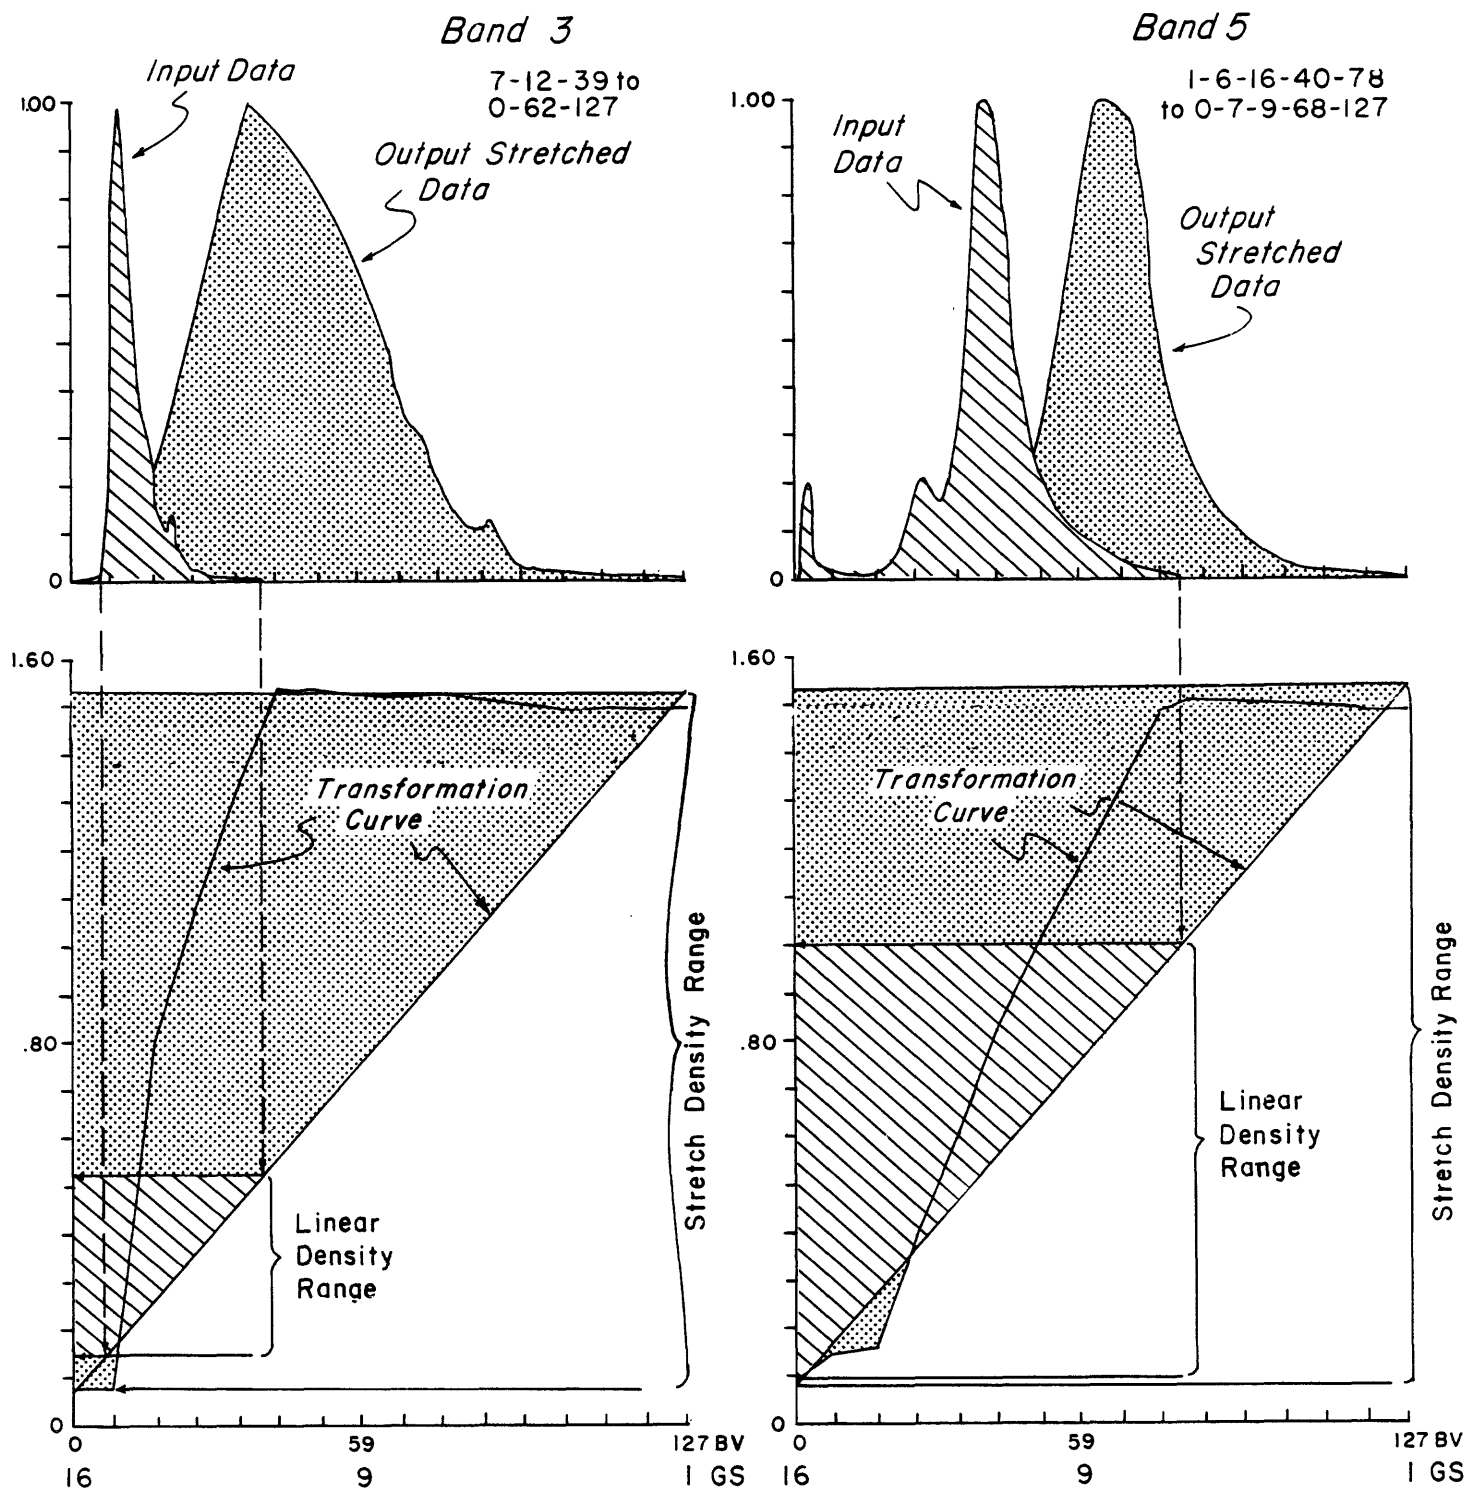 Band 3
Input Data
7-12-39 to
0-62-127
1.00
Output Stretched
Data
0
1.60
Transformation
Curve
.80
Stretch Density Range
Linear
Density
Range
0
0
59
127 BV
16
9
1 GS
Band 5
1-6-16-40-78
to 0-7-9-68-127
1.00
Input
Data
Output
Stretched
Data
0
1.60
Transformation
Curve
.80
Linear
Density
Range
Stretch Density Range
0
0
59
127 BV
16
9
1 GS